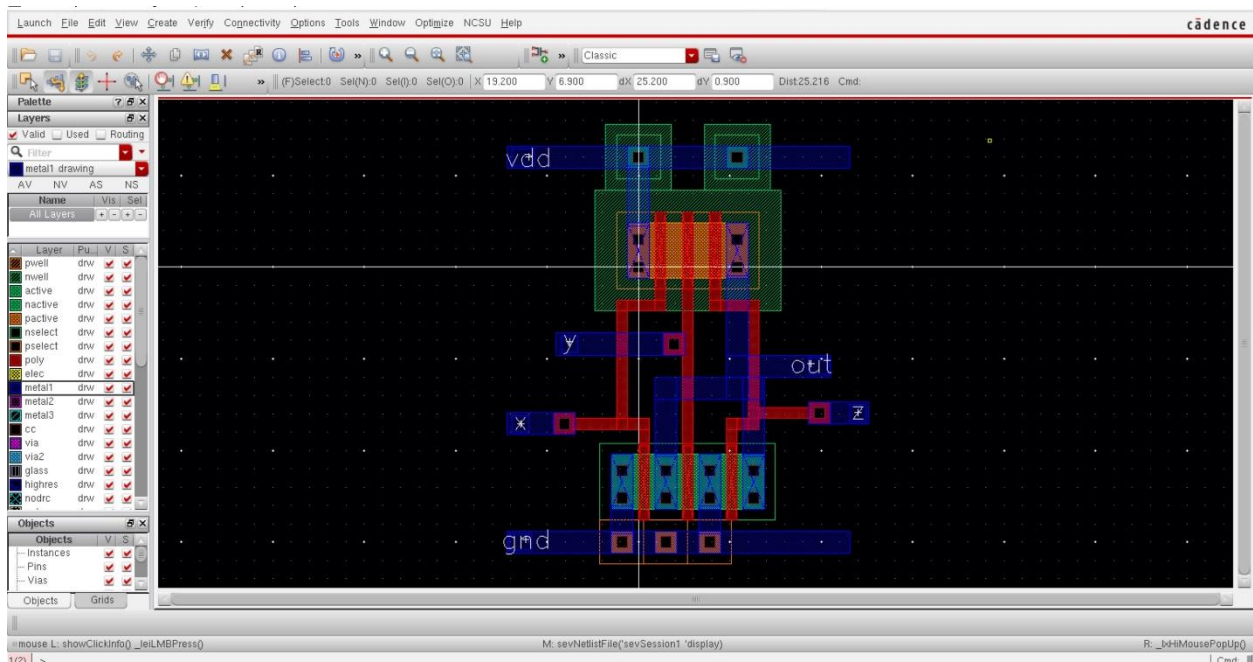 Launch File Edit View Create Verify Connectivity Options Tools Window Optimize NCSU Help
cādence
» Classic
» (F)Select:0 Sel(N):0 Sel(I):0 Sel(O):0 X 19.200 Y 6.900 dX 25.200 dY 0.900 Dist:25.216 Cmd:
Palette
Layers
Valid Used Routing
Filter
metal1 drawing
AV NV AS NS
Name Vis Sel
All Layers
Layer Pu... V S
pwell drw
nwell drw
active drw
nactive drw
pactive drw
nselect drw
pselect drw
poly drw
elec drw
metal1 drw
metal2 drw
metal3 drw
cc drw
via drw
via2 drw
glass drw
highres drw
nodrc drw
Objects
Objects V S
Instances
Pins
Vias
Objects Grids
vdd
y
out
x
z
gnd
mouse L: showClickInfo() _leiLMBPress() M: sevNetlistFile('sevSession1 'display) R: _lxHiMousePopUp()
1(2) > Cmd: